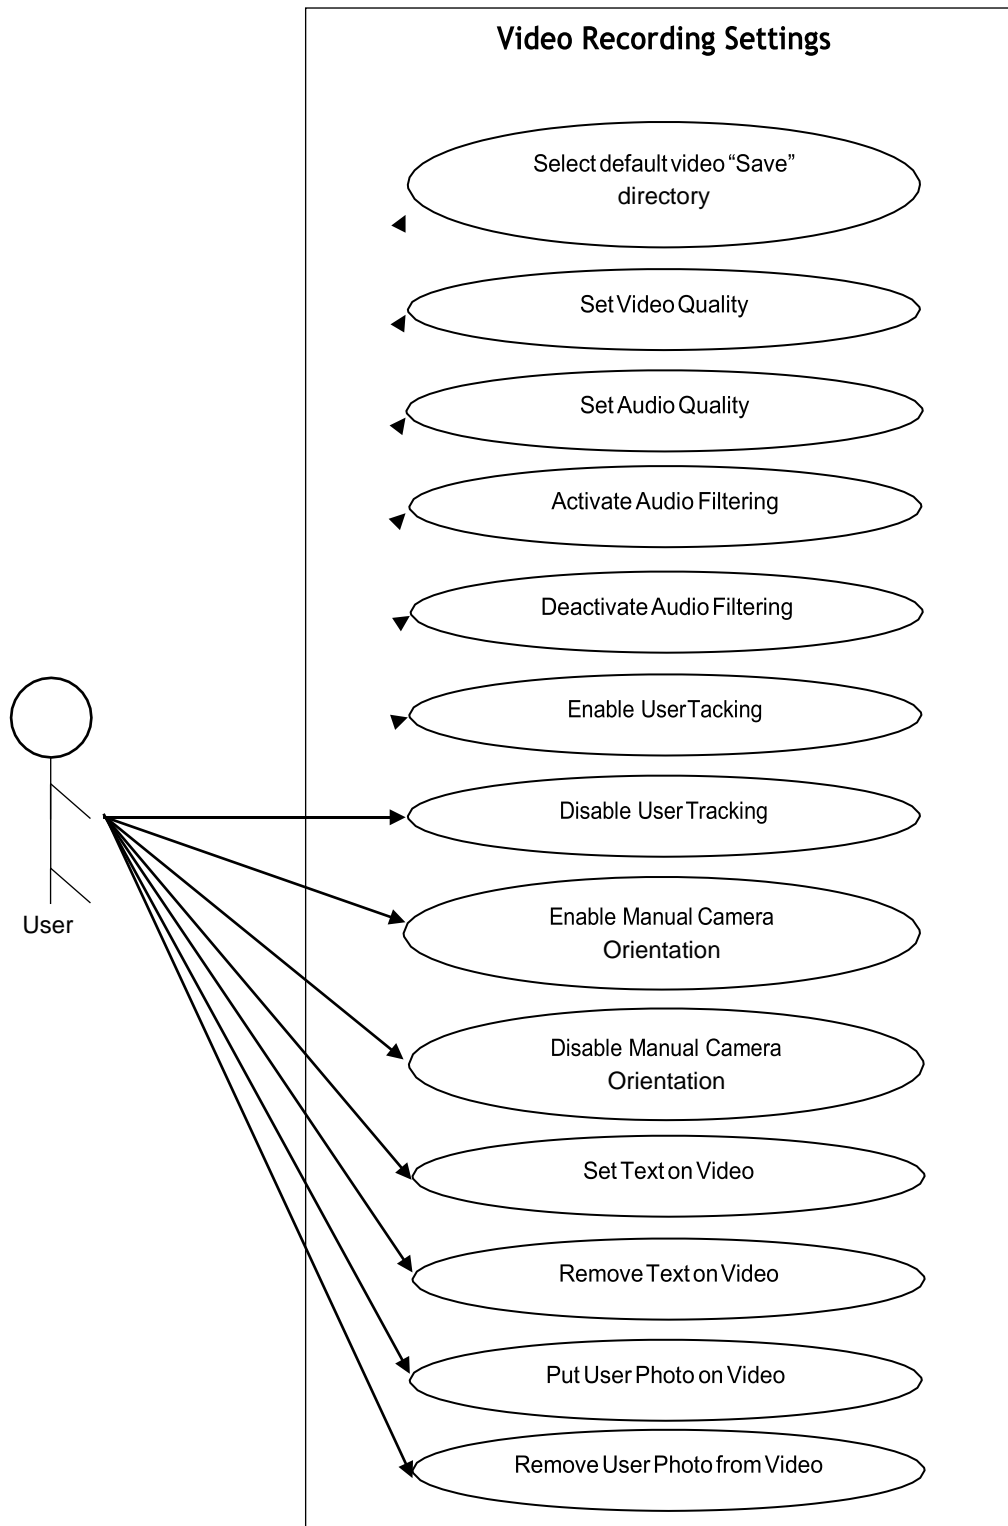 Video Recording Settings
Select default video “Save”
directory
Set Video Quality
Set Audio Quality
Activate Audio Filtering
Deactivate Audio Filtering
Enable User Tacking
Disable User Tracking
Enable Manual Camera
Orientation
User
Disable Manual Camera
Orientation
Set Text on Video
Remove Text on Video
Put User Photo on Video
Remove User Photo from Video